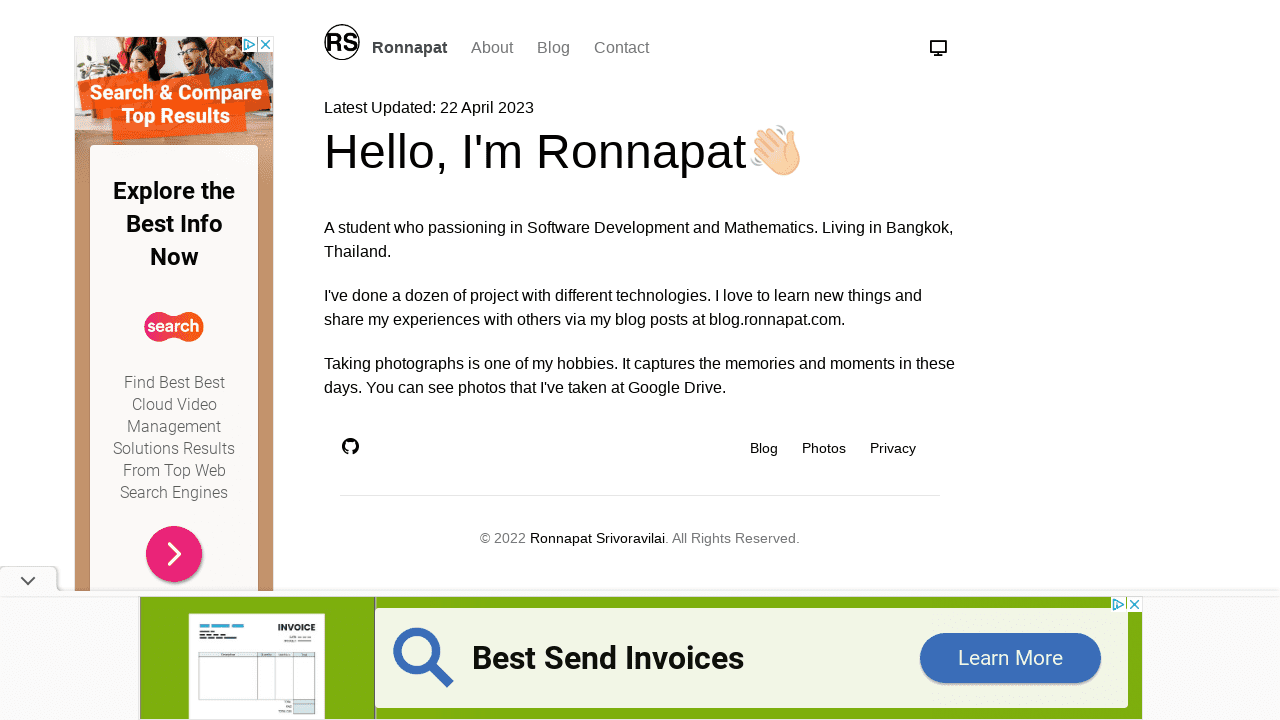 RS
Ronnapat
About
Blog
Contact
Latest Updated: 22 April 2023
Hello, I'm Ronnapat
A student who passioning in Software Development and Mathematics. Living in Bangkok,
Thailand.
I've done a dozen of project with different technologies. I love to learn new things and
share my experiences with others via my blog posts at blog.ronnapat.com.
Taking photographs is one of my hobbies. It captures the memories and moments in these
days. You can see photos that I've taken at Google Drive.
Blog
Photos
Privacy
© 2022 Ronnapat Srivoravilai. All Rights Reserved.
Search & Compare
Top Results
Explore the
Best Info
Now
search
Find Best Best
Cloud Video
Management
Solutions Results
From Top Web
Search Engines
INVOICE
Best Send Invoices
Learn More